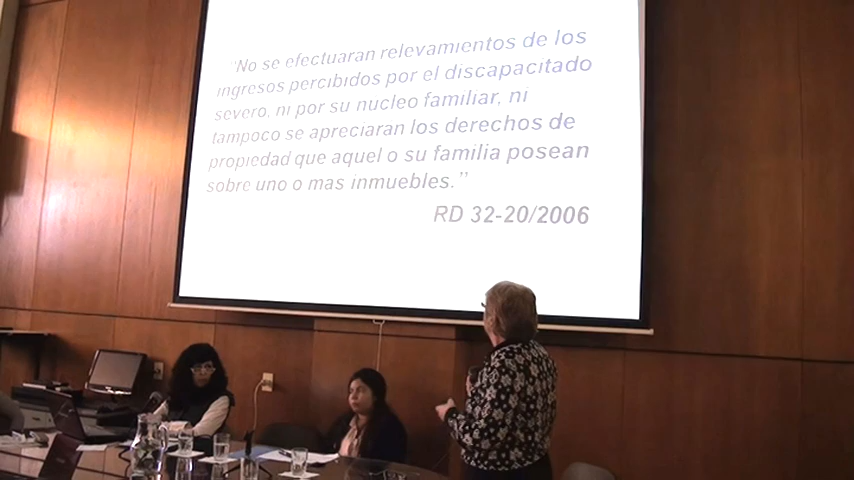 "No se efectuaran relevamientos de los
ingresos percibidos por el discapacitado
severo, ni por su nucleo familiar, ni
tampoco se apreciaran los derechos de
propiedad que aquel o su familia posean
sobre uno o mas inmuebles."
RD 32-20/2006